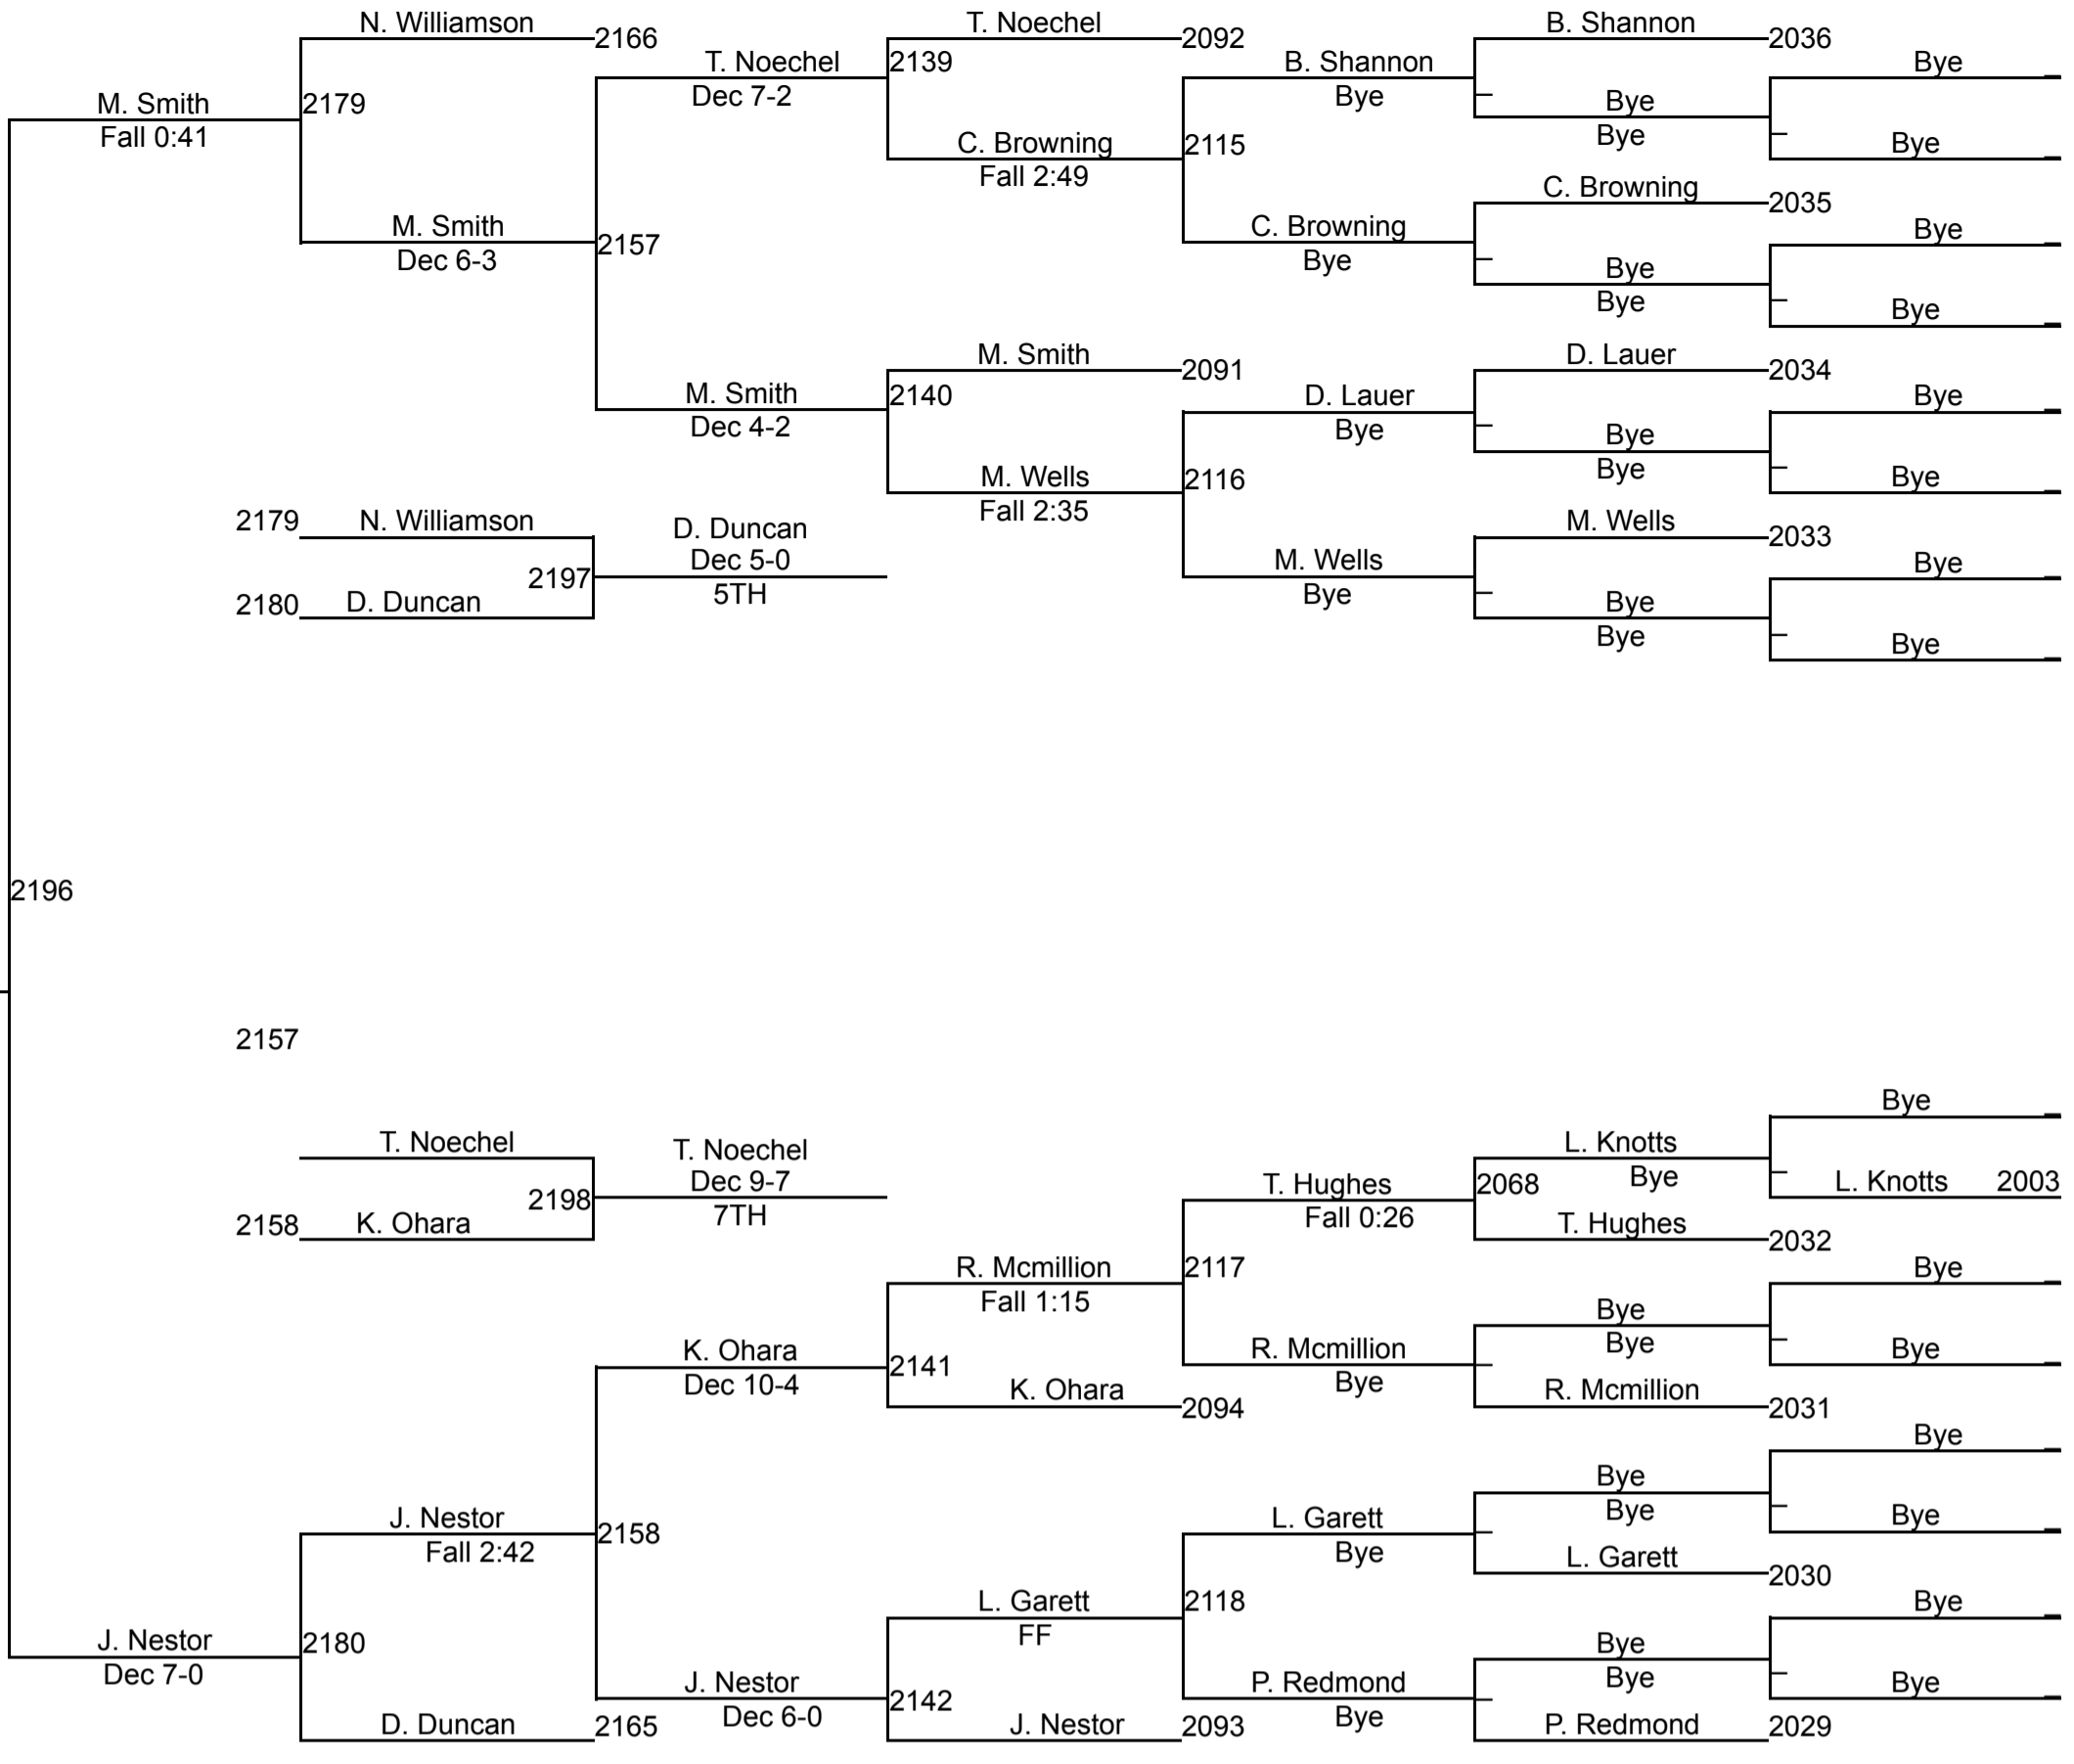 N. Williamson
2166
T. Noechel
2092
B. Shannon
2036
T. Noechel
2139
B. Shannon
Bye
Dec 7-2
Bye
Bye
M. Smith
2179
Bye
Fall 0:41
C. Browning
2115
Bye
Fall 2:49
C. Browning
2035
M. Smith
2157
C. Browning
Bye
Dec 6-3
Bye
Bye
Bye
Bye
M. Smith
2091
D. Lauer
2034
M. Smith
2140
D. Lauer
Bye
Dec 4-2
Bye
Bye
M. Wells
2116
Bye
Bye
Fall 2:35
2179
N. Williamson
D. Duncan
M. Wells
2033
Dec 5-0
M. Wells
Bye
2197
5TH
Bye
2180
D. Duncan
Bye
Bye
Bye
2196
2157
Bye
T. Noechel
T. Noechel
L. Knotts
Dec 9-7
T. Hughes
2068
Bye
L. Knotts
2003
2198
7TH
Fall 0:26
2158
K. Ohara
T. Hughes
2032
R. Mcmillion
2117
Bye
Fall 1:15
Bye
K. Ohara
2141
R. Mcmillion
Bye
Bye
Dec 10-4
K. Ohara
2094
Bye
R. Mcmillion
2031
Bye
Bye
J. Nestor
2158
L. Garett
Bye
Bye
Fall 2:42
Bye
L. Garett
2030
L. Garett
2118
Bye
FF
J. Nestor
2180
Bye
Dec 7-0
J. Nestor
2142
P. Redmond
Bye
Bye
Dec 6-0
Bye
D. Duncan
2165
J. Nestor
2093
P. Redmond
2029